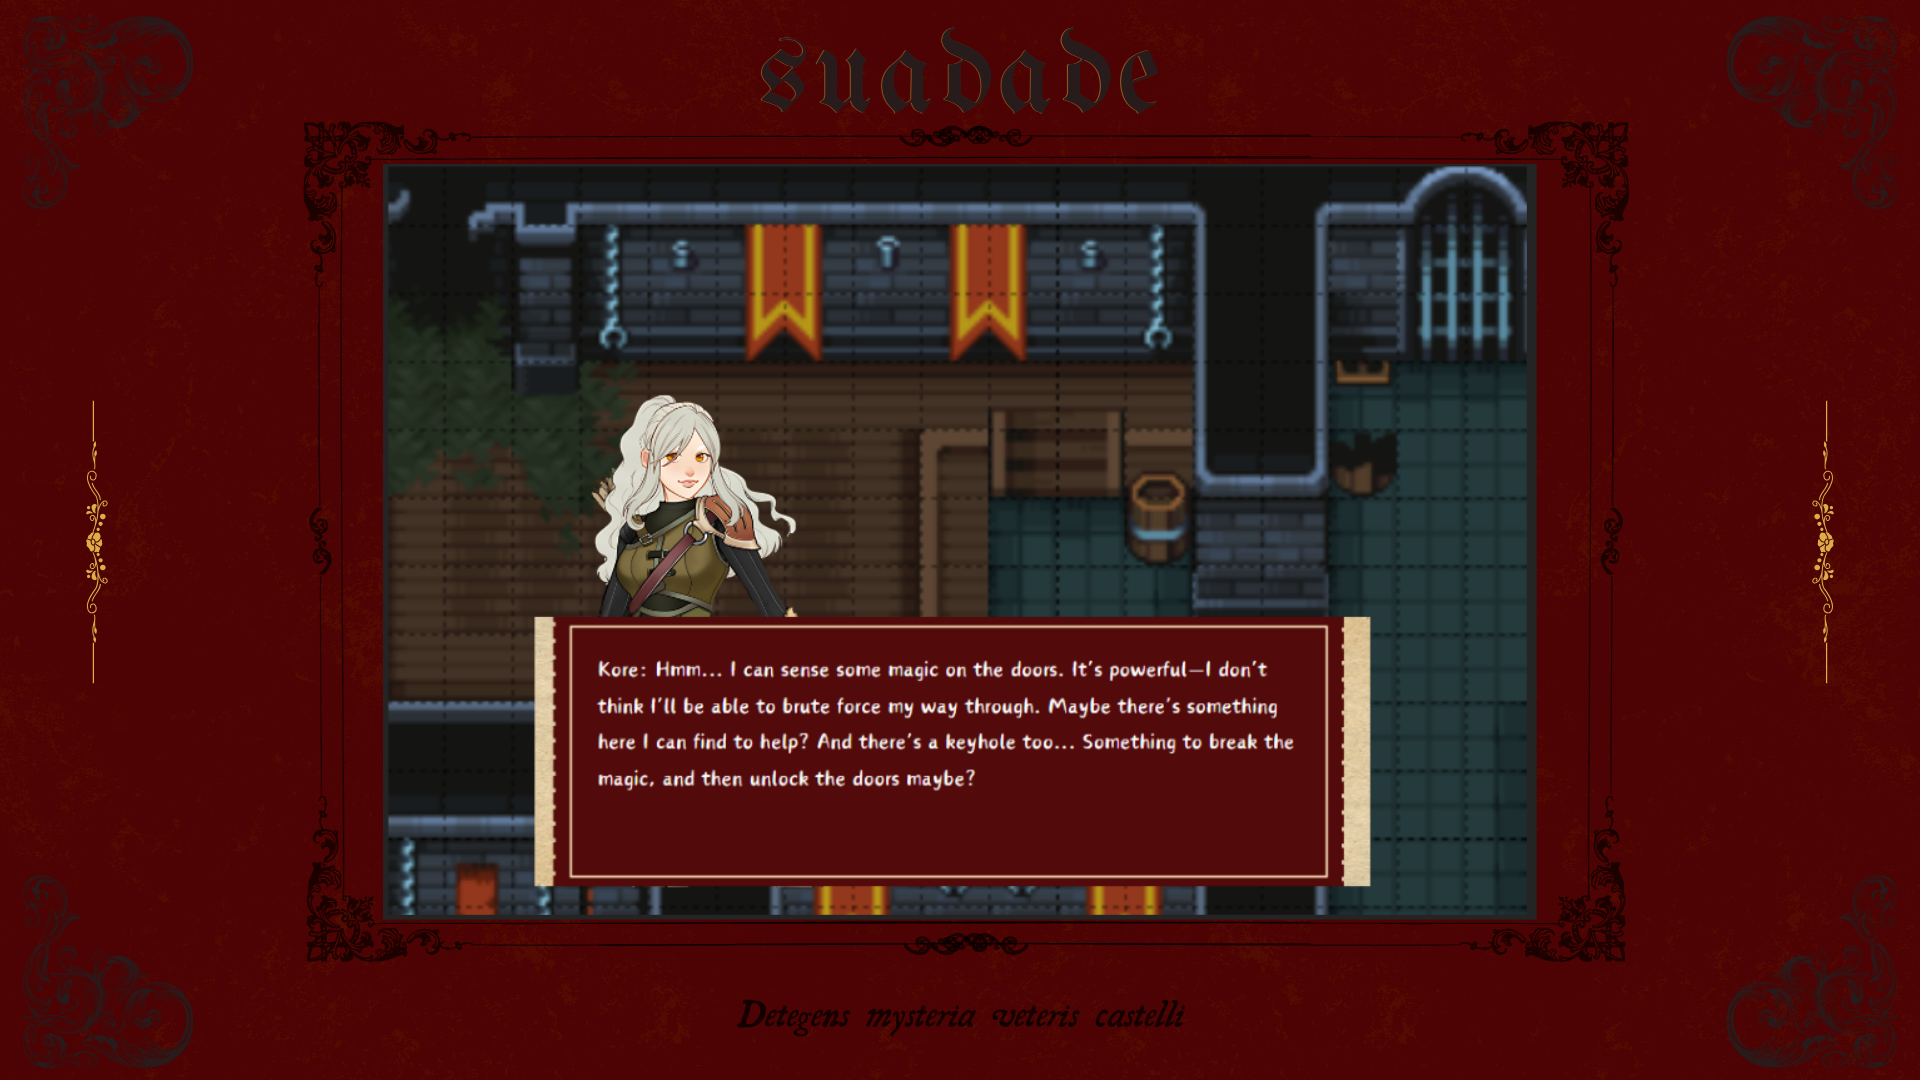 suadade
Kore: Hmm... I can sense some magic on the doors. It's powerful—I don't
think I'll be able to brute force my way through. Maybe there's something
here I can find to help? And there's a keyhole too... Something to break the
magic, and then unlock the doors maybe?
Detegens mysteria veteris castelli